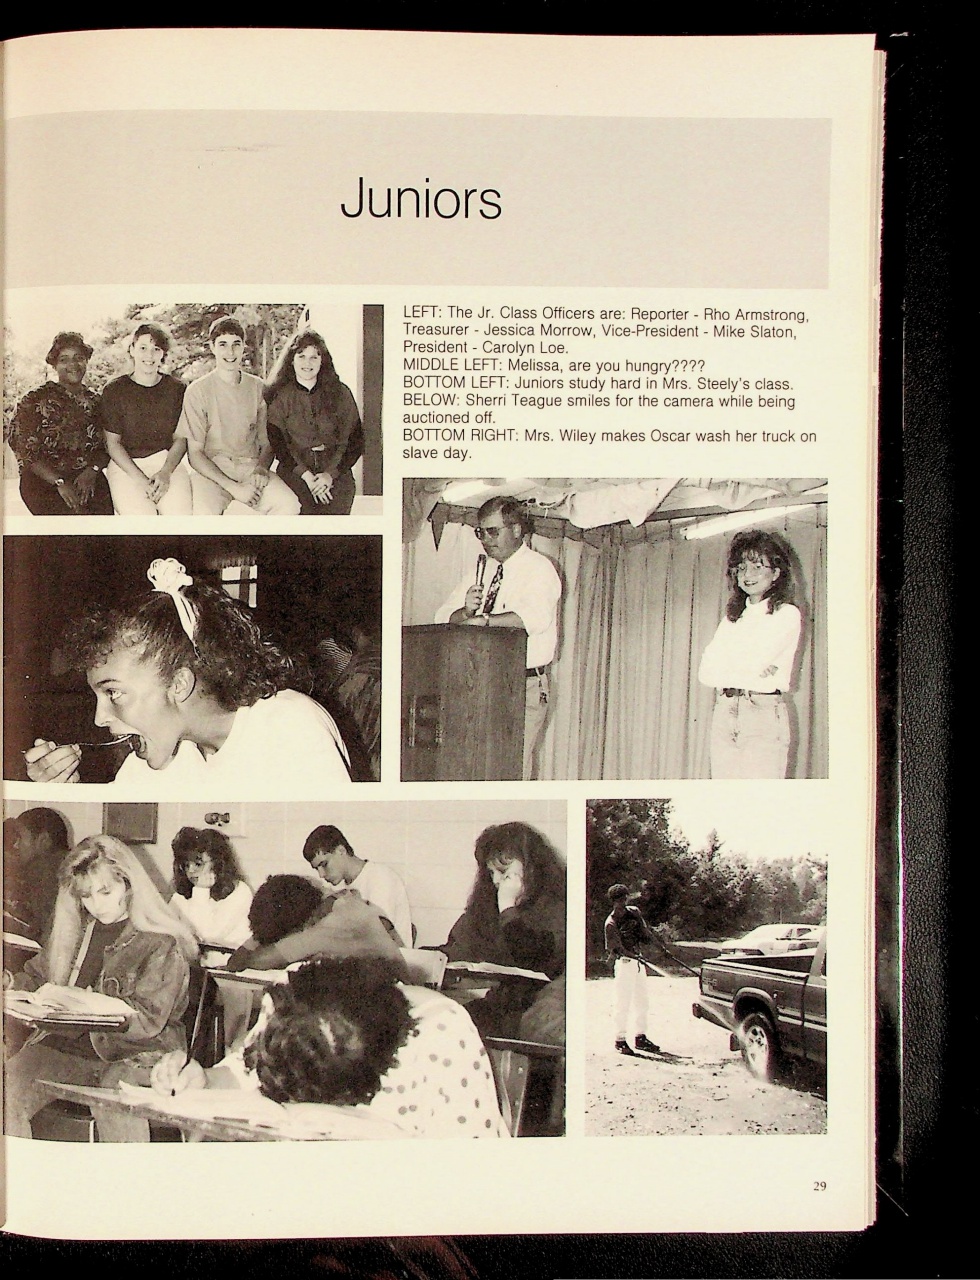 Juniors
LEFT: The Jr. Class Officers are: Reporter - Rho Armstrong,
Treasurer - Jessica Morrow, Vice-President - Mike Slaton,
President - Carolyn Loe.
MIDDLE LEFT: Melissa, are you hungry????
BOTTOM LEFT: Juniors study hard in Mrs. Steely's class.
BELOW: Sherri Teague smiles for the camera while being
auctioned off.
BOTTOM RIGHT: Mrs. Wiley makes Oscar wash her truck on
slave day.
29